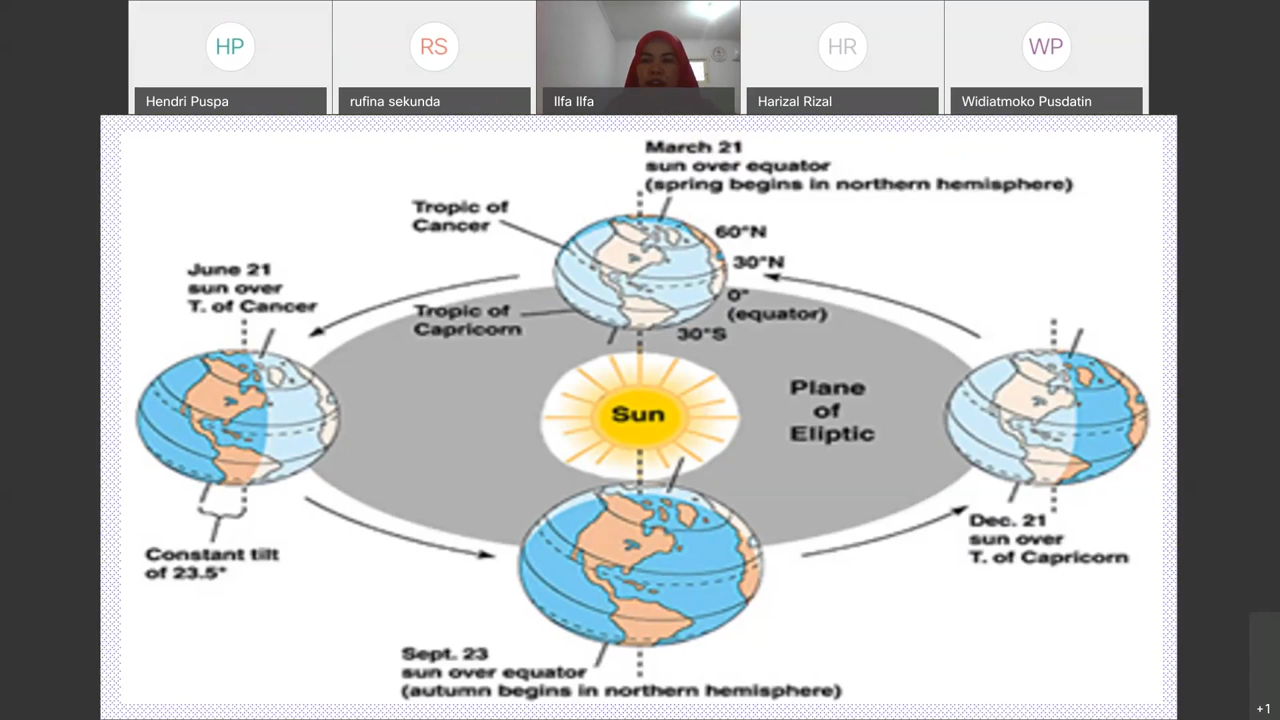 HP
RS
HR
WP
Hendri Puspa
rufina sekunda
Ilfa Ilfa
Harizal Rizal
Widiatmoko Pusdatin
March 21
sun over equator
(spring begins in northern hemisphere)
Tropic of
Cancer
60°N
30°N
0°
(equator)
30°S
June 21
sun over
T. of Cancer
Tropic of
Capricorn
Sun
Plane
of
Eliptic
Constant tilt
of 23.5°
Dec. 21
sun over
T. of Capricorn
Sept. 23
sun over equator
(autumn begins in northern hemisphere)
+1